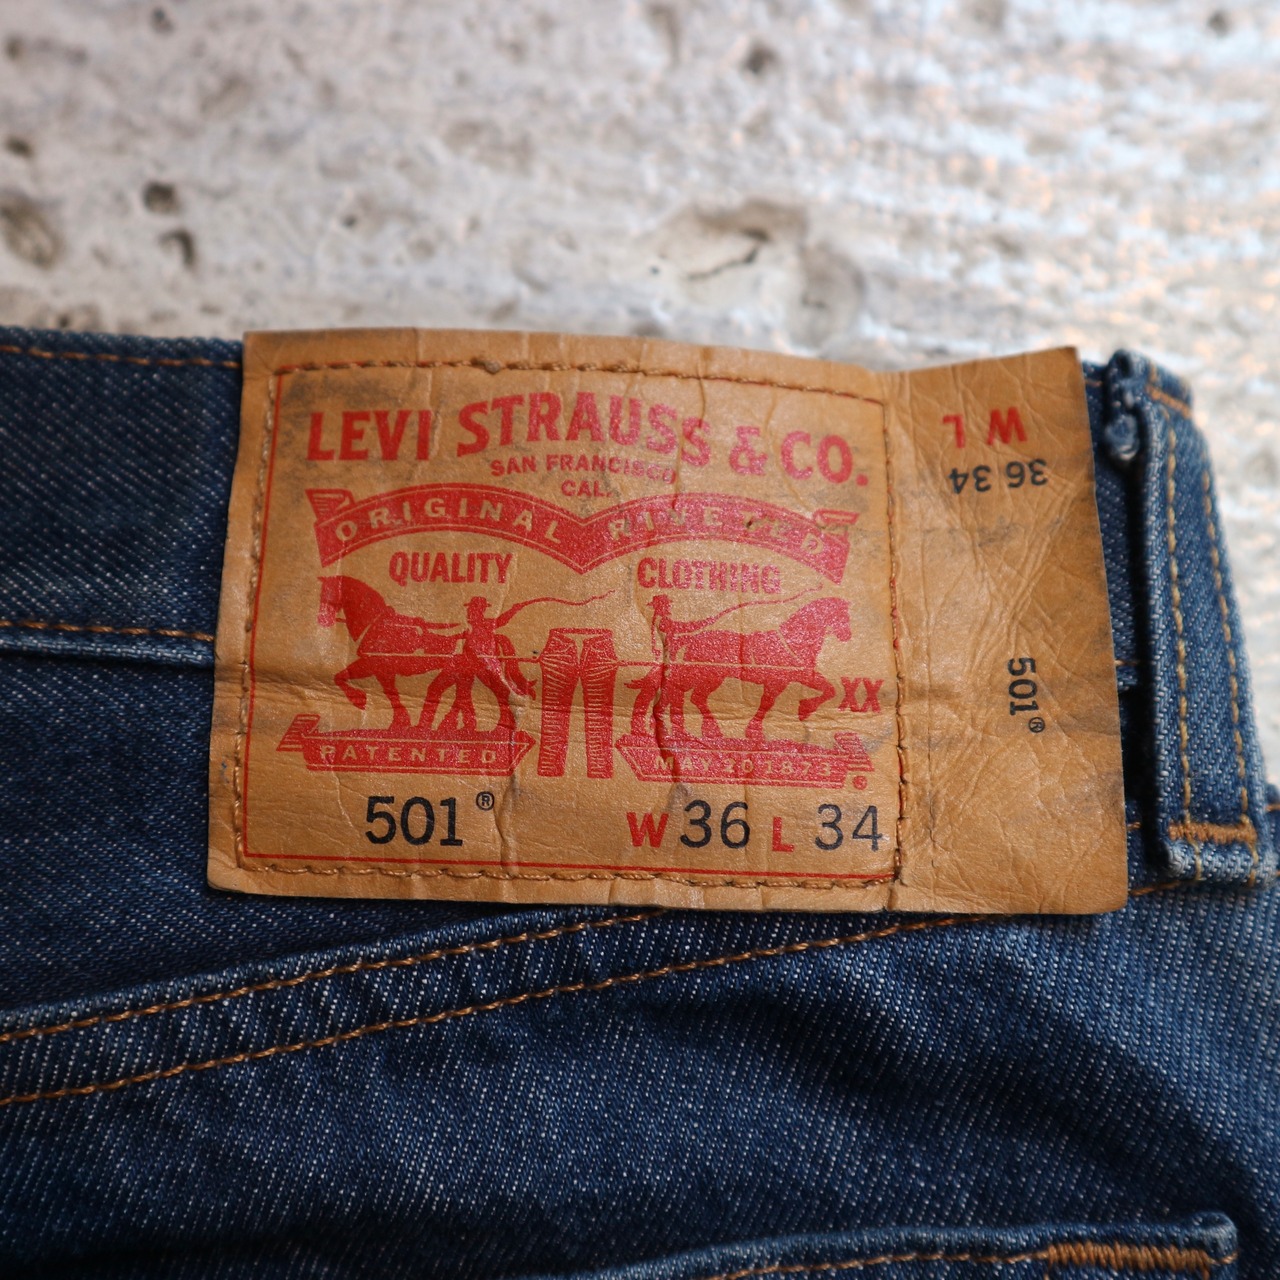 LEVI STRAUSS & CO.
SAN FRANCISCO
CAL.
ORIGINAL RIVETED
QUALITY CLOTHING
XX
PATENTED MAY 20 1873 ®
501® W 36 L 34
W L
36 34
501®